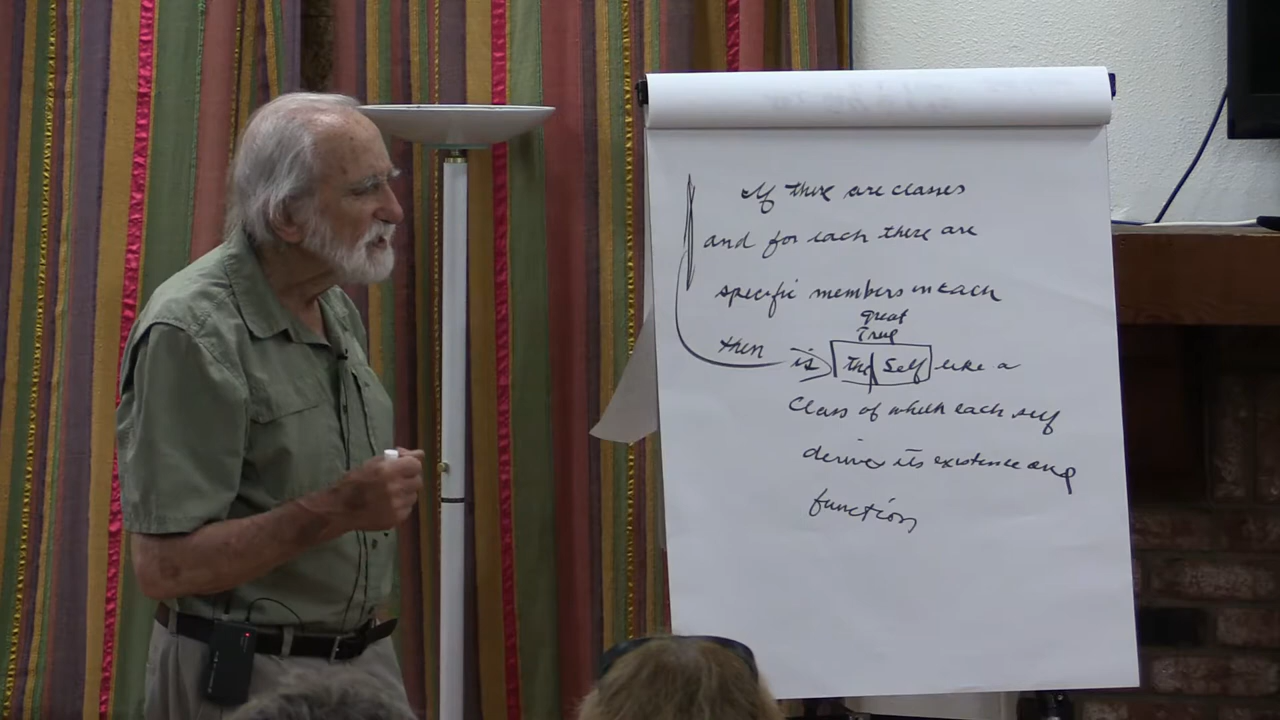 If there are classes
and for each there are
specific members in each
great
True
then is the Self like a
Class of which each self
derives its existence and
function